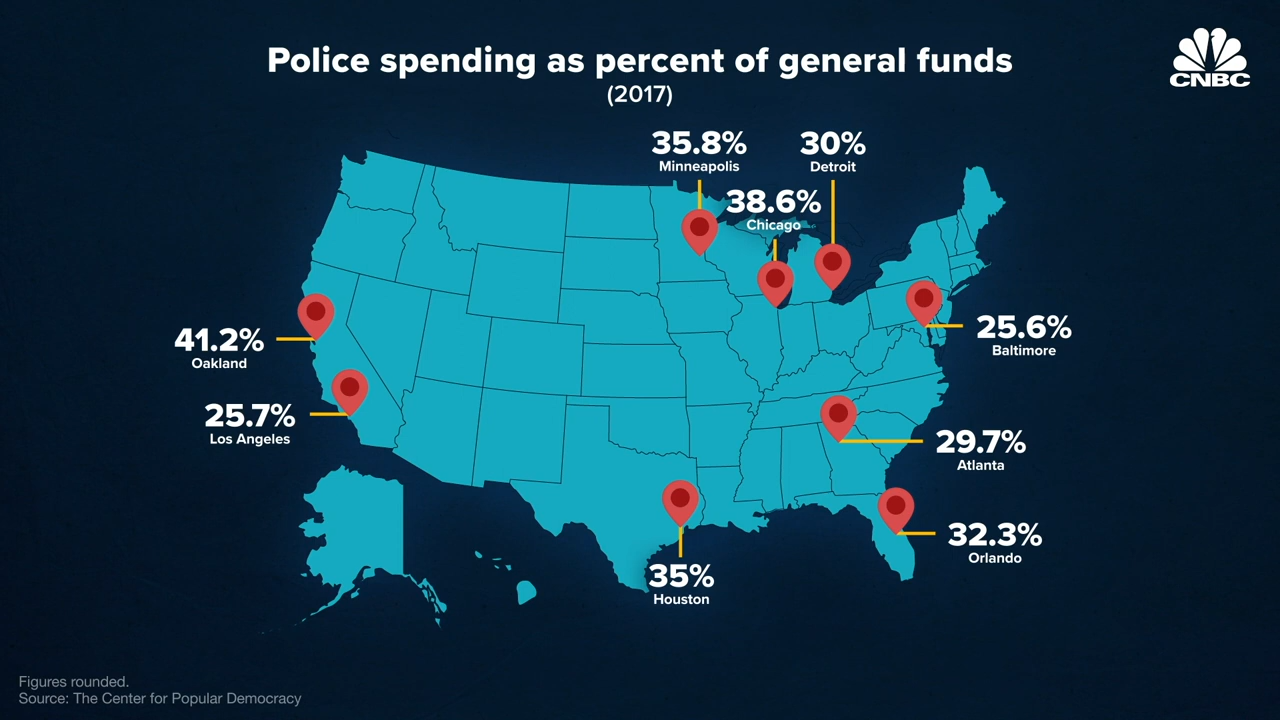 Police spending as percent of general funds
(2017)
CNBC
35.8%
Minneapolis
30%
Detroit
38.6%
Chicago
41.2%
Oakland
25.6%
Baltimore
25.7%
Los Angeles
29.7%
Atlanta
32.3%
Orlando
35%
Houston
Figures rounded.
Source: The Center for Popular Democracy